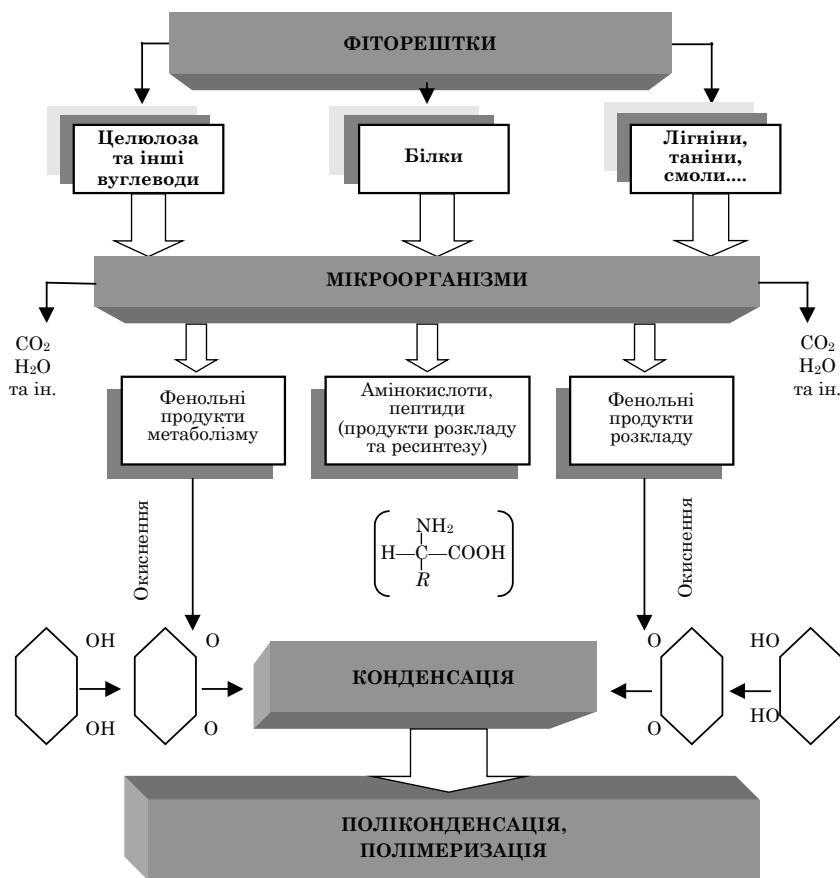 ФІТОРЕШТКИ
Целюлоза
та інші
вуглеводи
Білки
Лігніни,
таніни,
смоли....
МІКРООРГАНІЗМИ
CO₂
H₂O
та ін.
CO₂
H₂O
та ін.
Фенольні
продукти
метаболізму
Амінокислоти,
пептиди
(продукти розкладу
та ресинтезу)
Фенольні
продукти
розкладу
Окиснення
NH₂
H—C—COOH
R
Окиснення
OH
OH
O
O
КОНДЕНСАЦІЯ
O
O
HO
HO
ПОЛІКОНДЕНСАЦІЯ,
ПОЛІМЕРИЗАЦІЯ